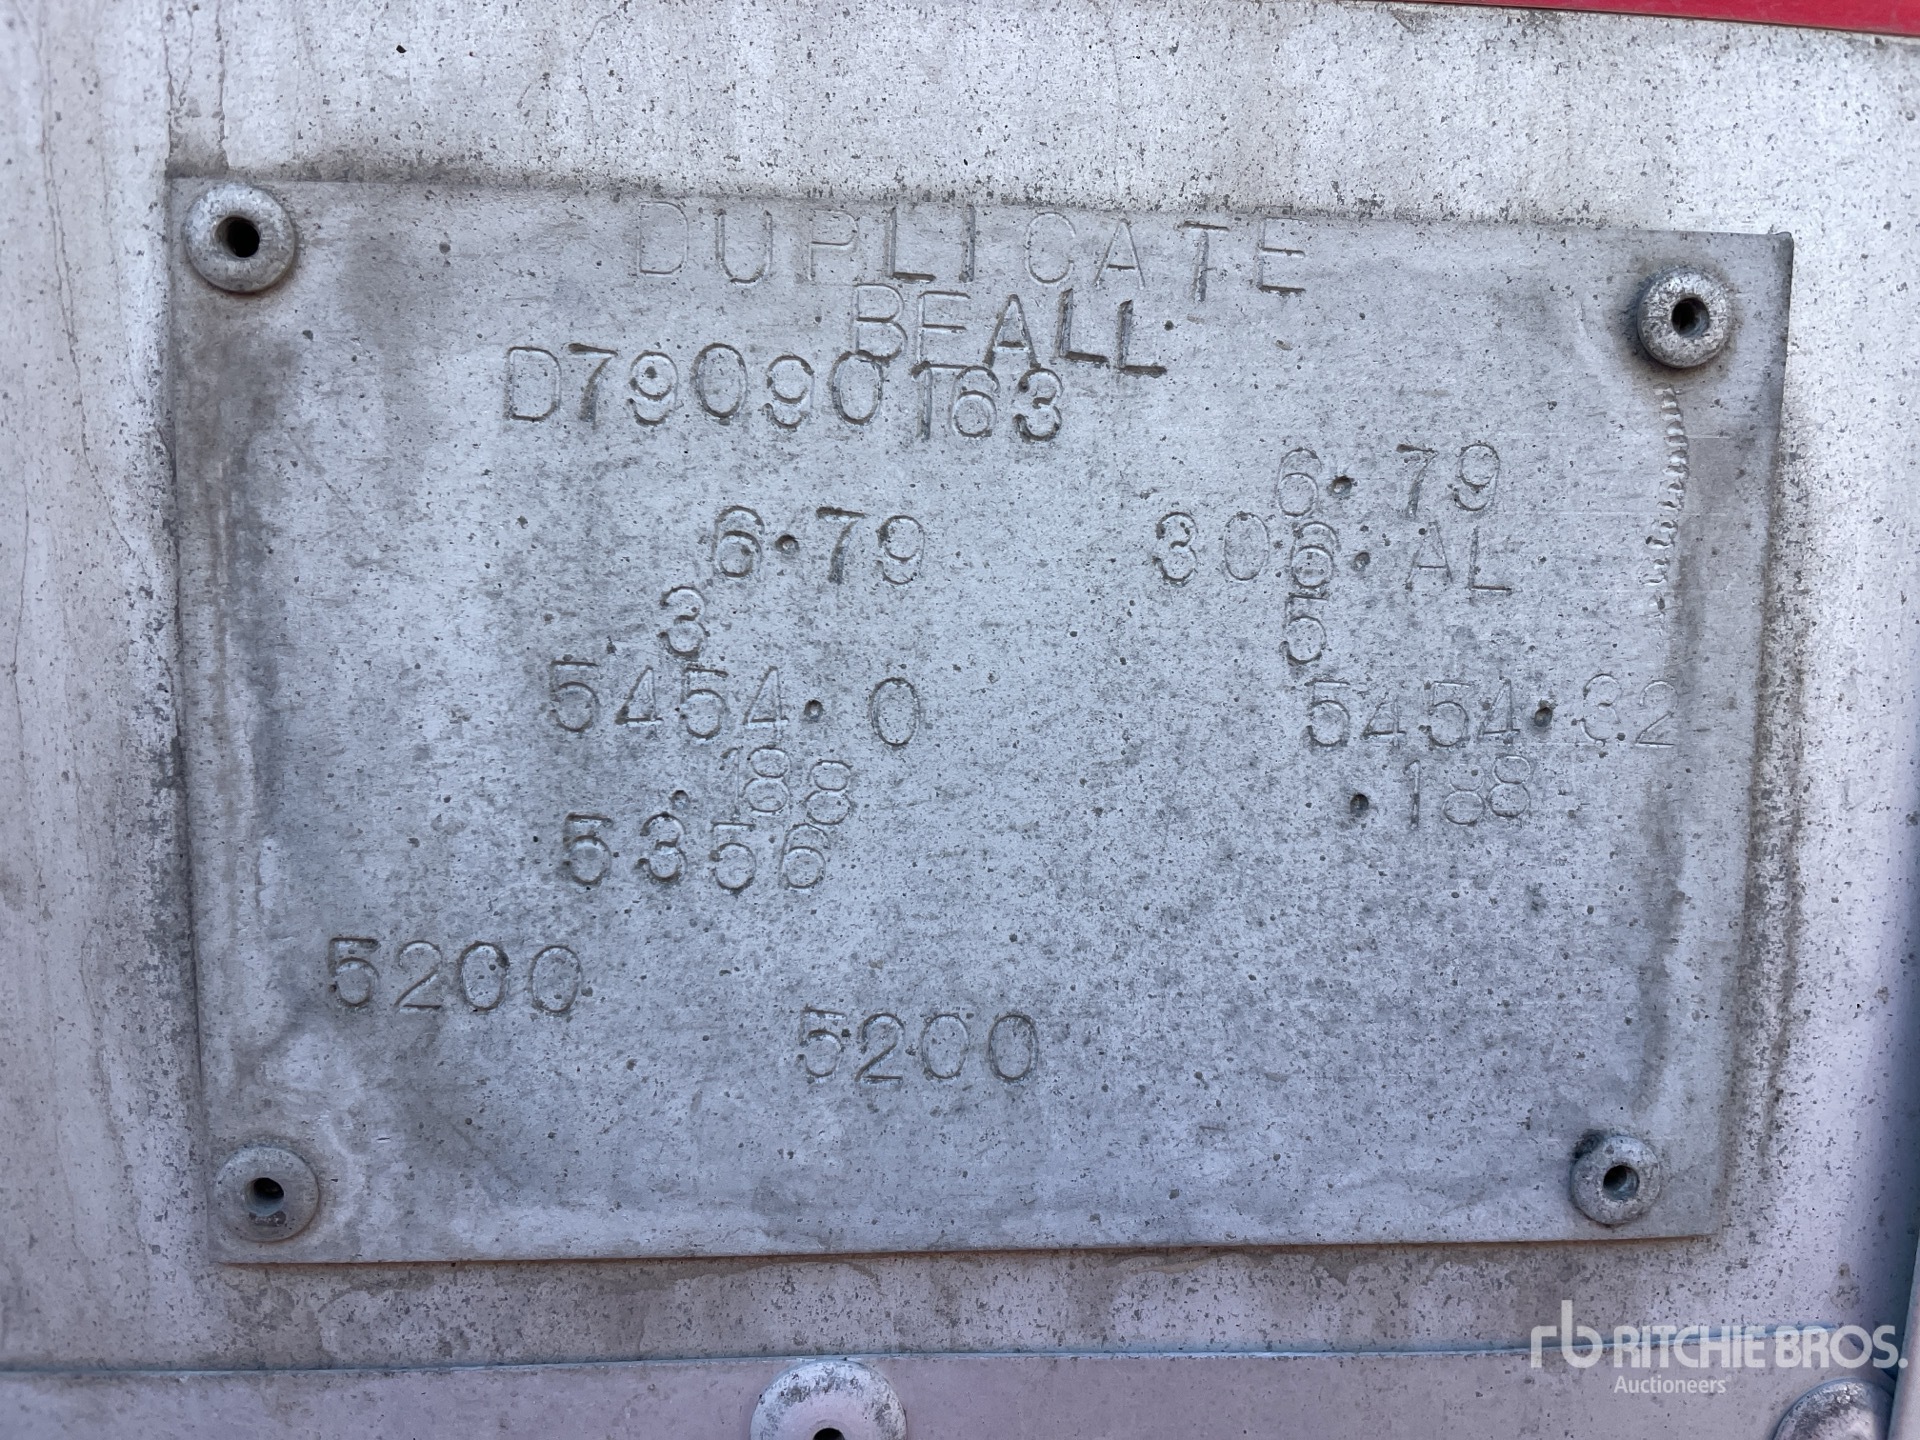 DUPLICATE
BEALL
D79090163
6·79
6·79 306·AL
3 5
5454·0 5454·32
·188 ·188
5356
5200
5200
rb RITCHIE BROS.
Auctioneers